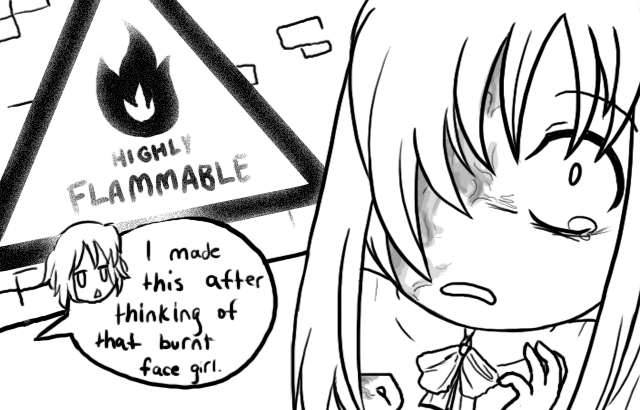 HIGHLY
FLAMMABLE
I made
this after
thinking of
that burnt
face girl.